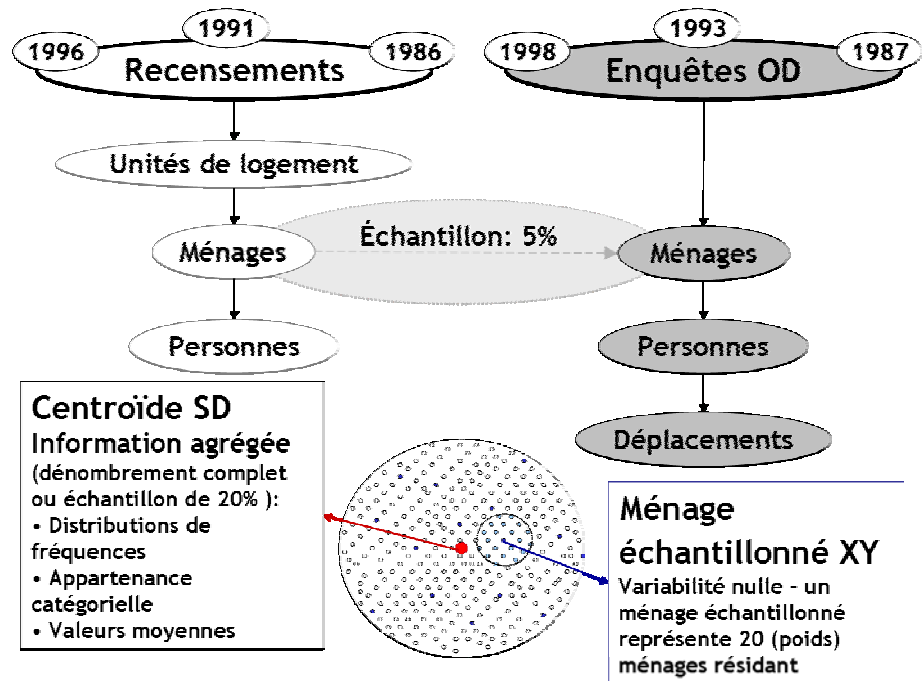 1991
1996
1986
Recensements
1993
1998
1987
Enquêtes OD
Unités de logement
Ménages
Échantillon: 5%
Ménages
Personnes
Personnes
Déplacements
Centroïde SD
Information agrégée
(dénombrement complet
ou échantillon de 20% ):
• Distributions de
fréquences
• Appartenance
catégorielle
• Valeurs moyennes
Ménage
échantillonné XY
Variabilité nulle - un
ménage échantillonné
représente 20 (poids)
ménages résidant